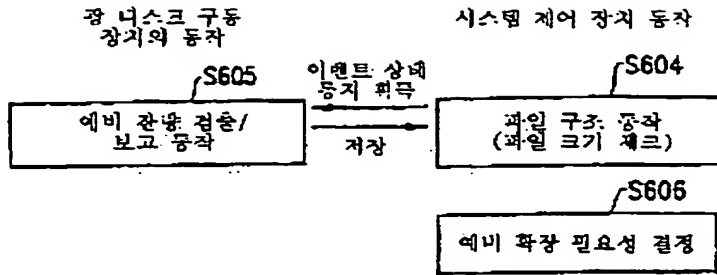 광 디스크 구동
장치의 동작
시스템 제어 장치 동작
S605
이벤트 상태
통지 획득
S604
예비 잔량 검출/
보고 동작
저장
파일 구조 동작
(파일 크기 체크)
S606
예비 확장 필요성 결정